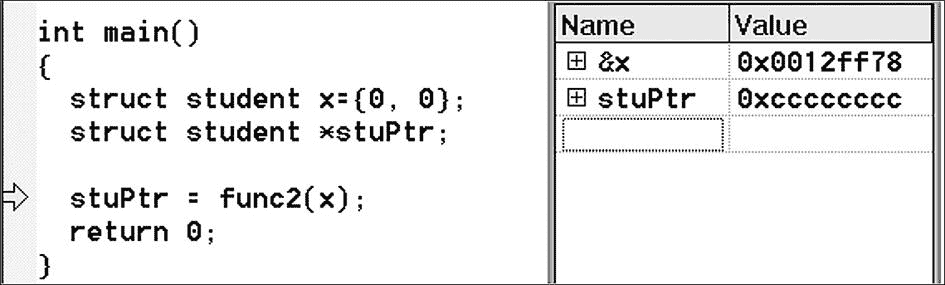 int main()
{
struct student x={0, 0};
struct student *stuPtr;
stuPtr = func2(x);
return 0;
}
Name Value
&x 0x0012ff78
stuPtr 0xcccccccc